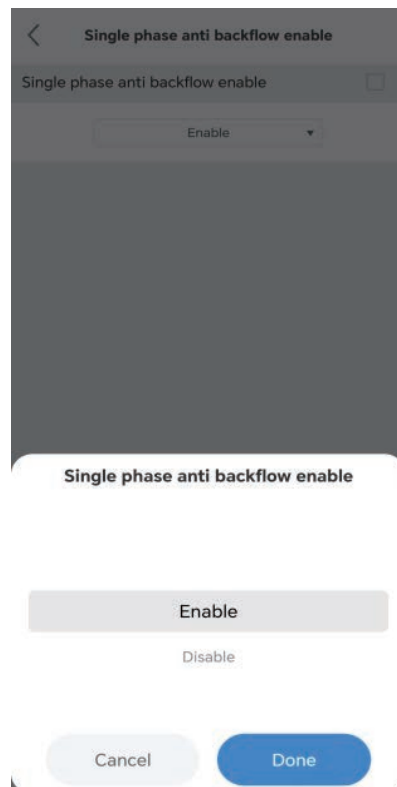 Single phase anti backflow enable
Single phase anti backflow enable
Enable
Single phase anti backflow enable
Enable
Disable
Cancel
Done